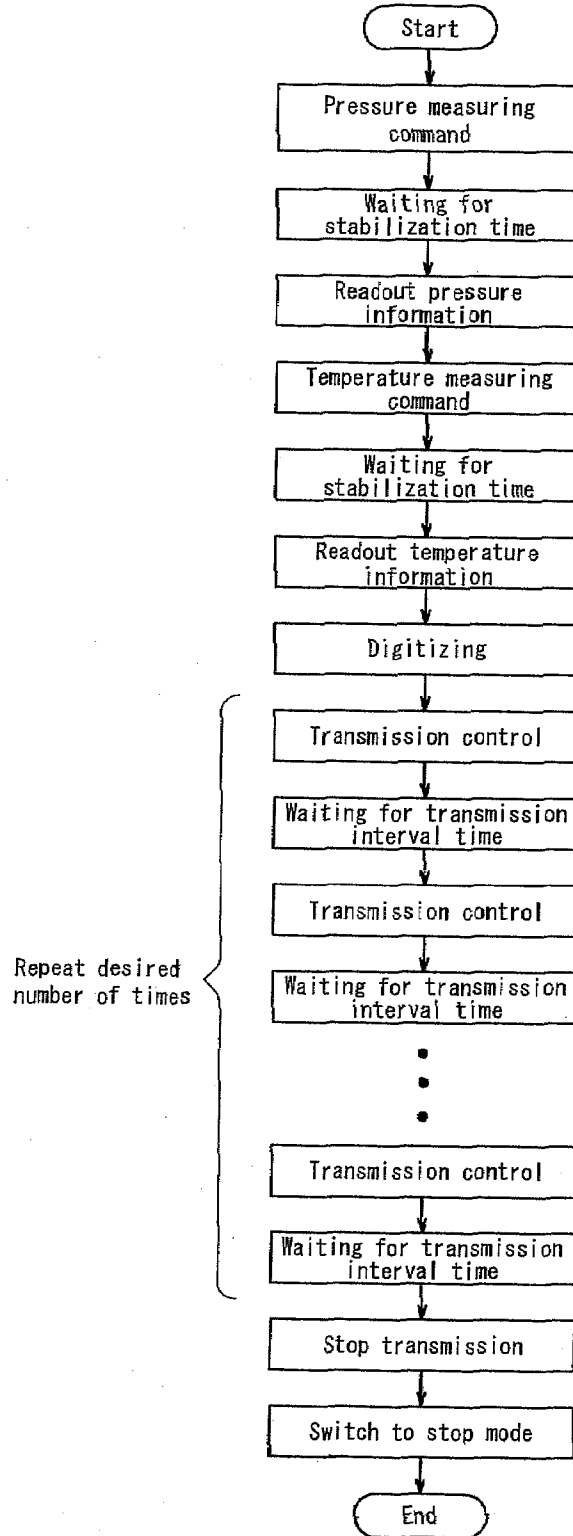 Start
Pressure measuring
command
Waiting for
stabilization time
Readout pressure
information
Temperature measuring
command
Waiting for
stabilization time
Readout temperature
information
Digitizing
Transmission control
Waiting for transmission
interval time
Transmission control
Repeat desired
number of times
Waiting for transmission
interval time
Transmission control
Waiting for transmission
interval time
Stop transmission
Switch to stop mode
End